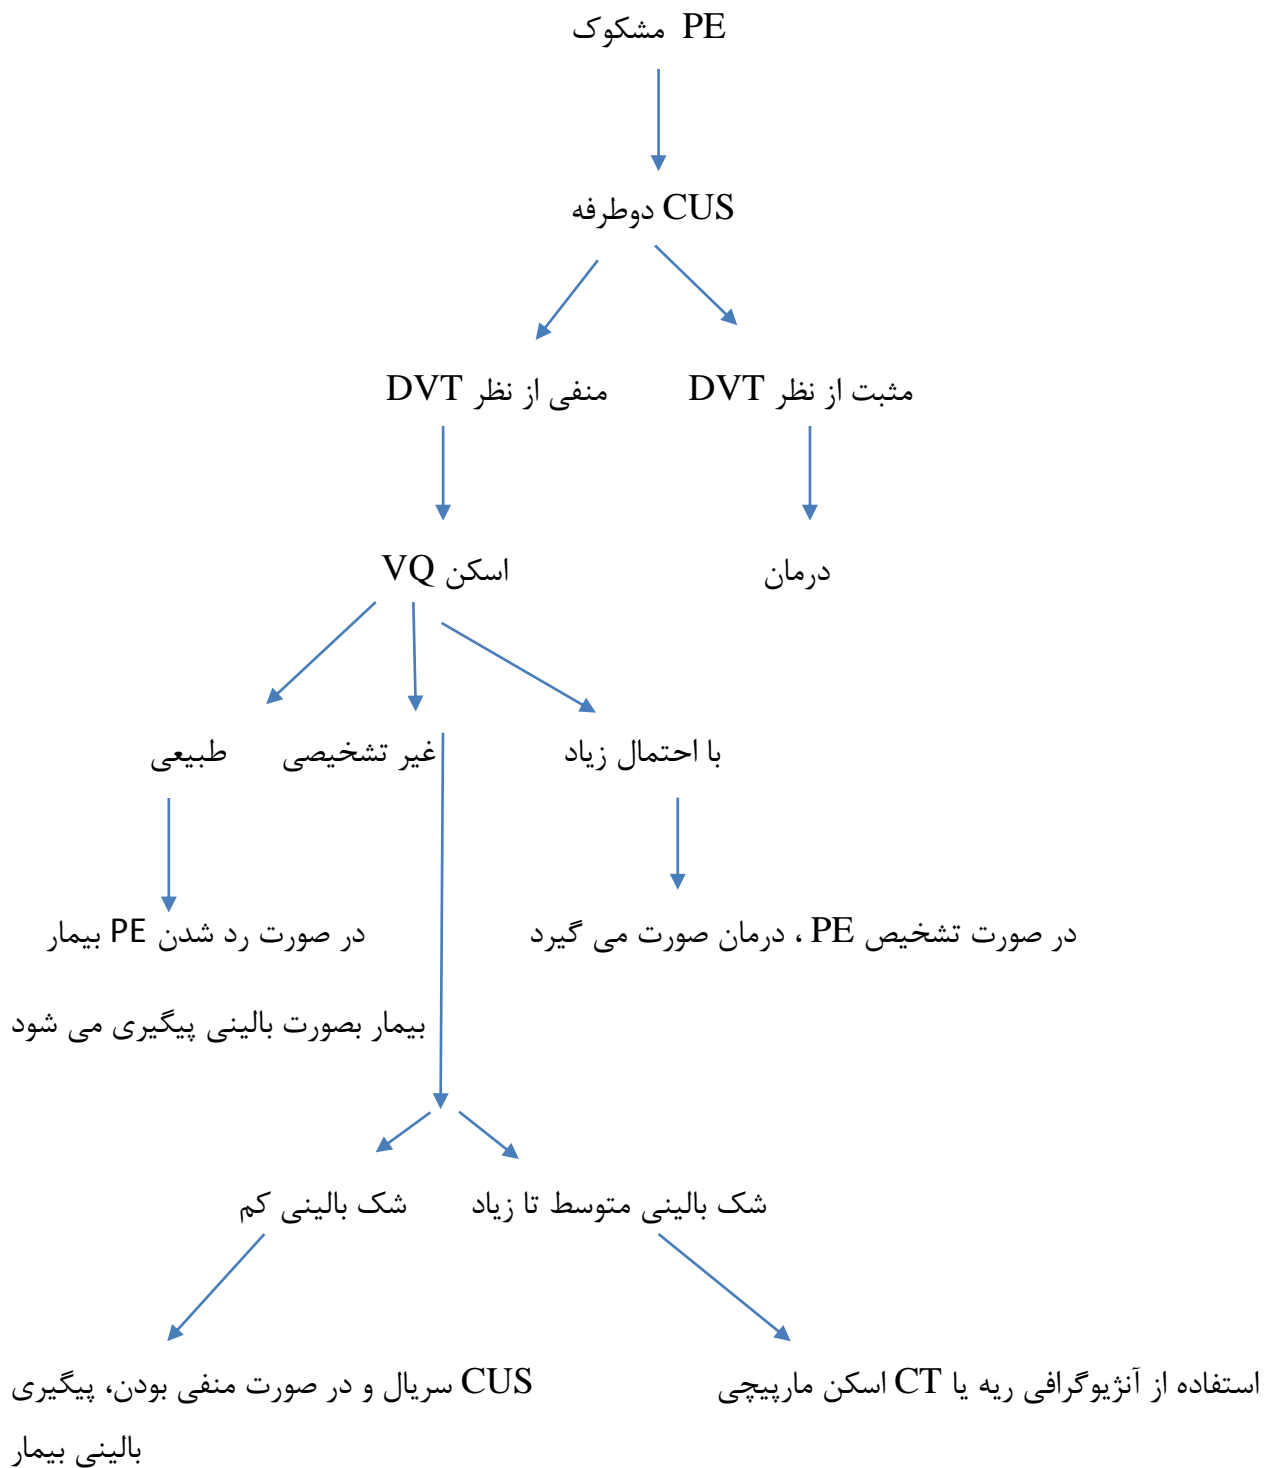 PE مشکوک
CUS دوطرفه
مثبت از نظر DVT
منفی از نظر DVT
درمان
اسکن VQ
با احتمال زیاد
غیر تشخیصی
طبیعی
در صورت تشخیص PE ، درمان صورت می گیرد
در صورت رد شدن PE بیمار
بیمار بصورت بالینی پیگیری می شود
شک بالینی متوسط تا زیاد
شک بالینی کم
استفاده از آنژیوگرافی ریه یا CT اسکن مارپیچی
CUS سریال و در صورت منفی بودن، پیگیری
بالینی بیمار